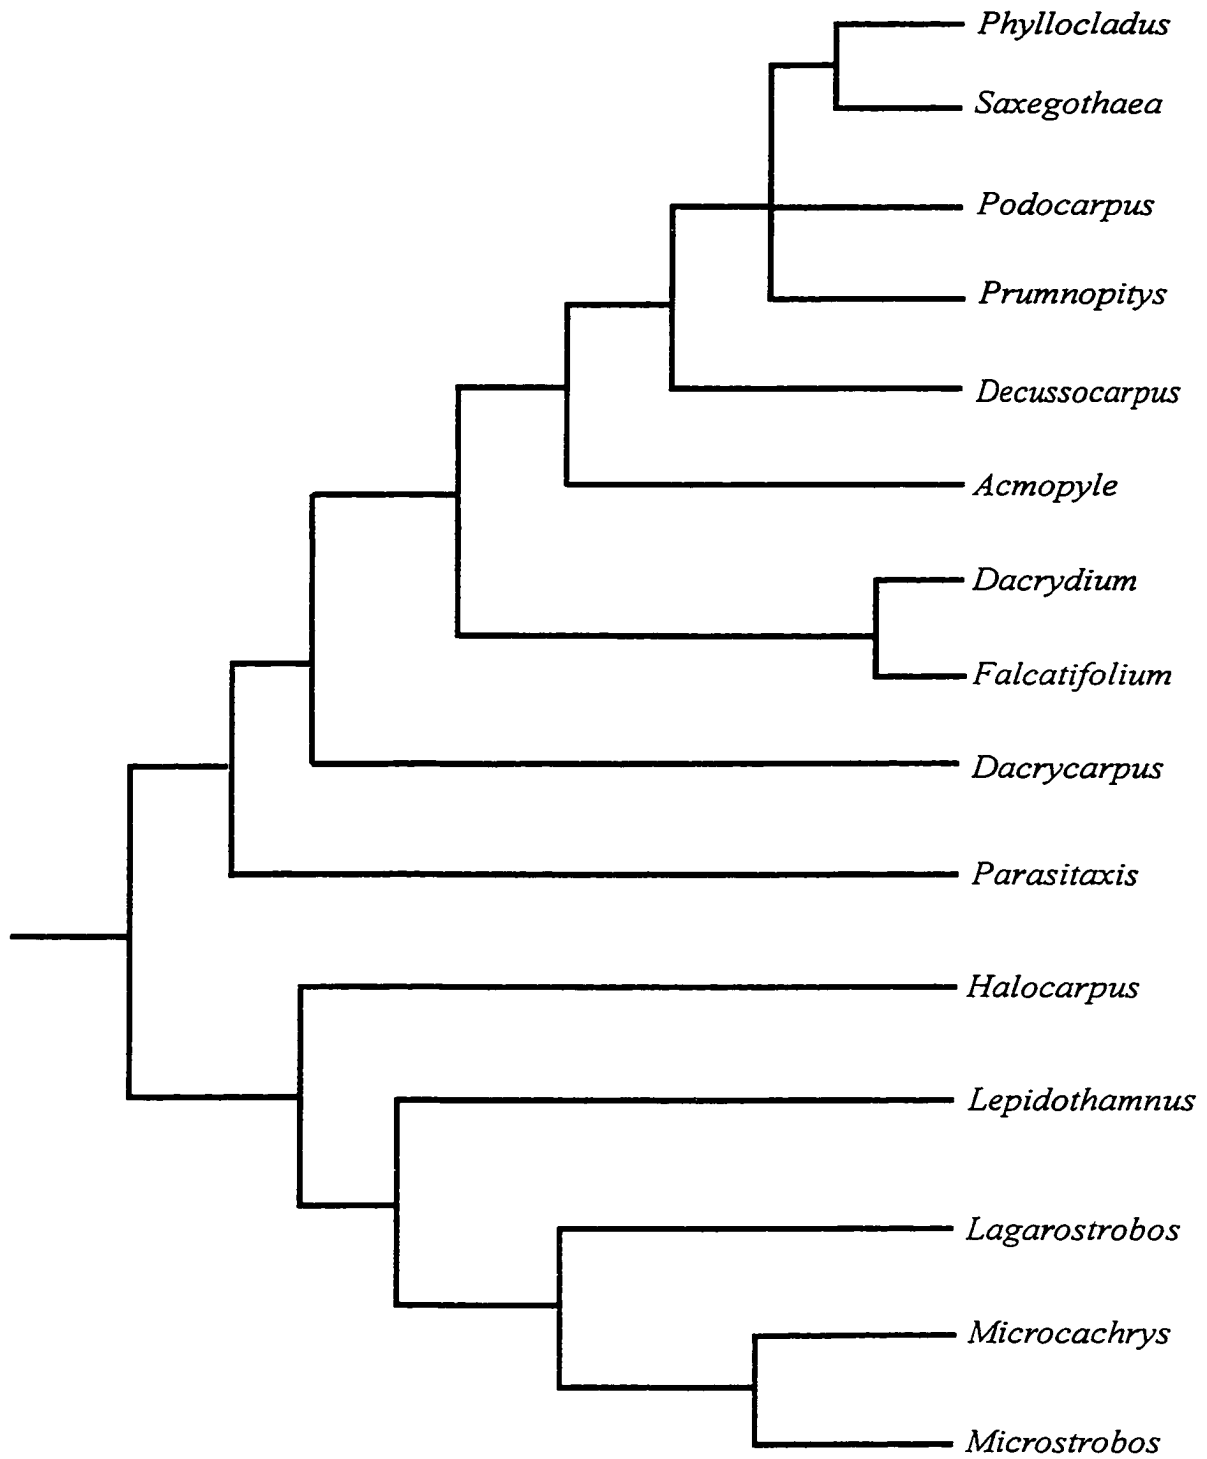 Phyllocladus
Saxegothaea
Podocarpus
Prumnopitys
Decussocarpus
Acmopyle
Dacrydium
Falcatifolium
Dacrycarpus
Parasitaxis
Halocarpus
Lepidothamnus
Lagarostrobos
Microcachrys
Microstrobos